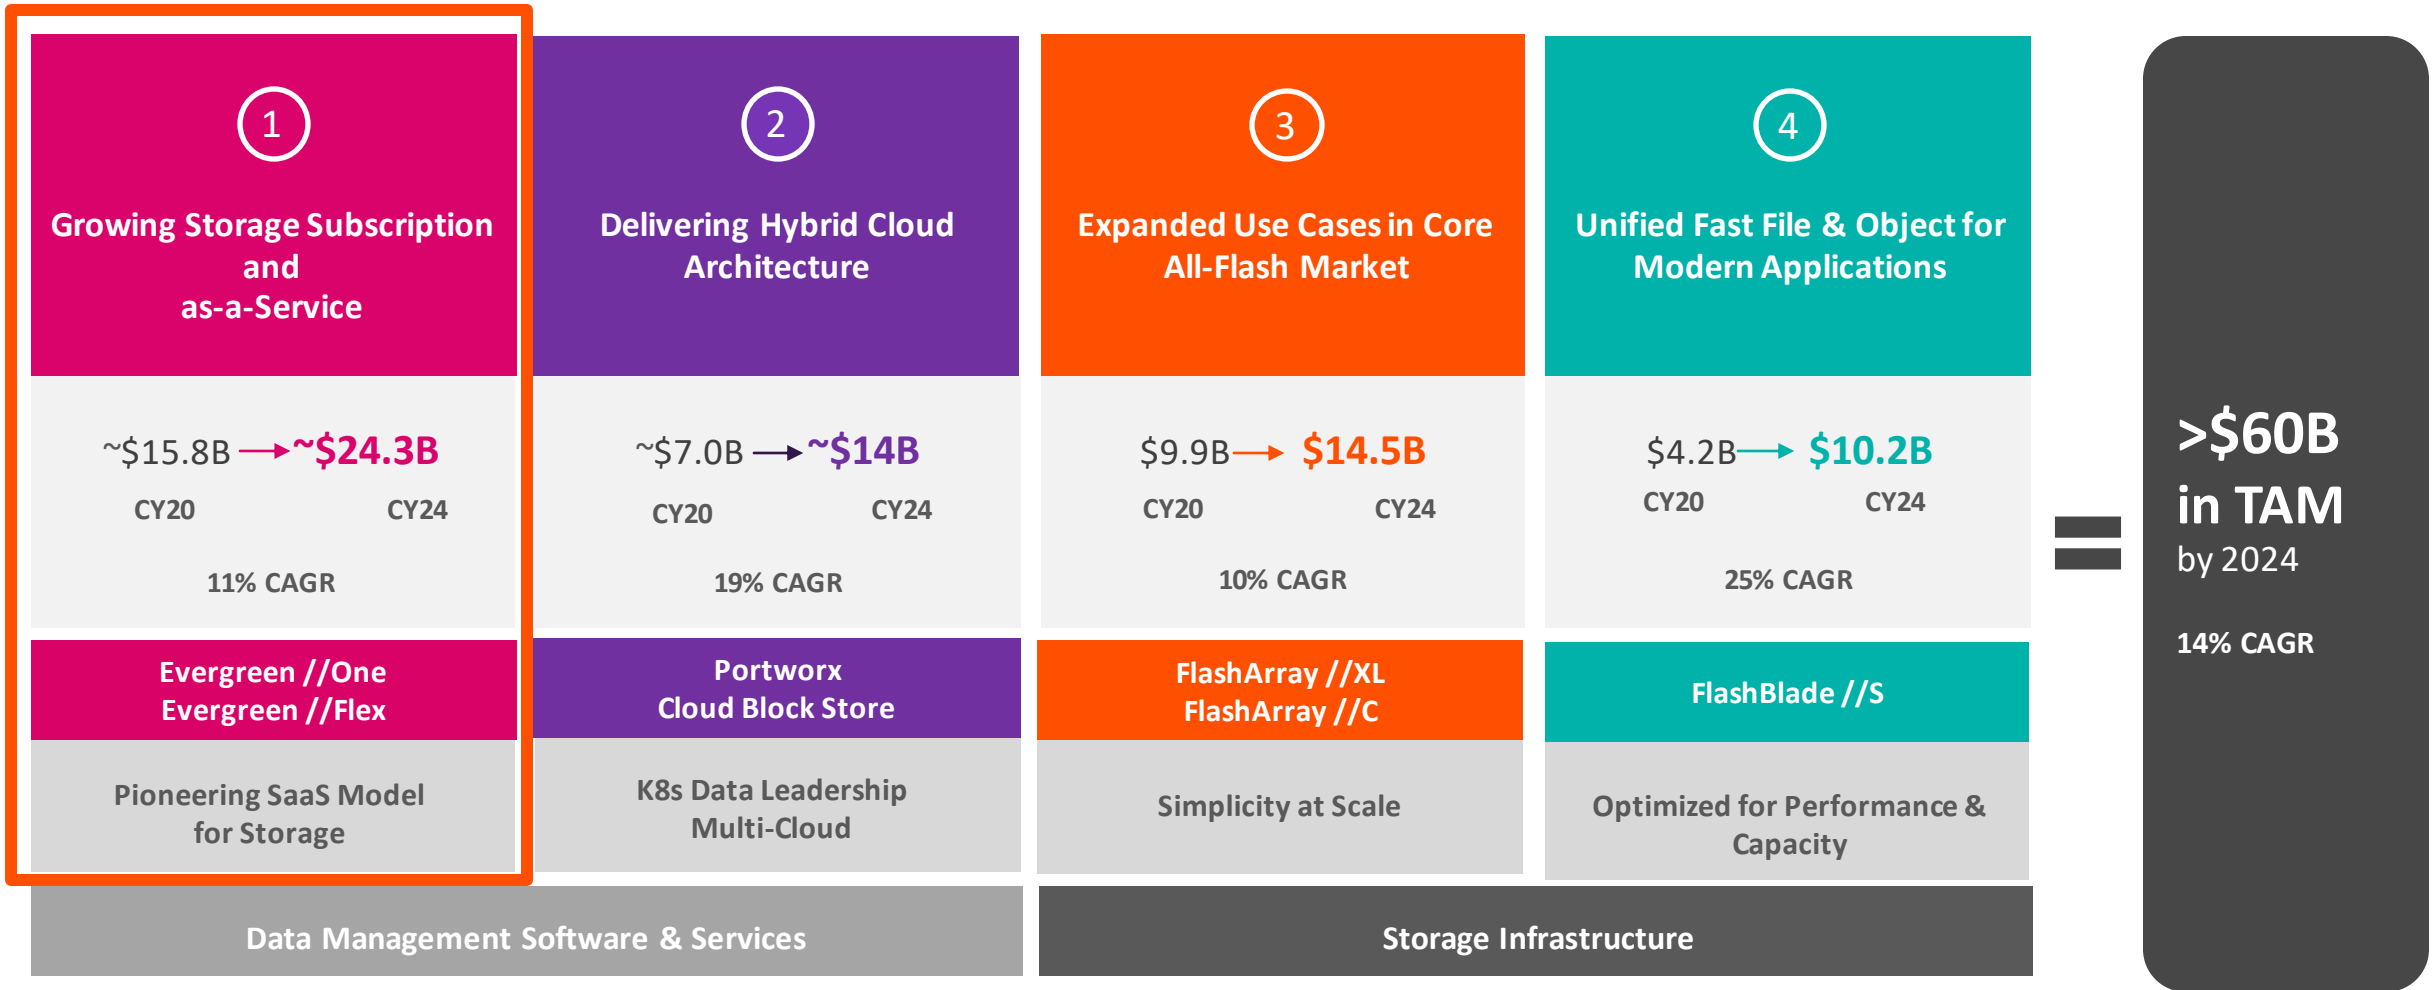 1
Growing Storage Subscription
and
as-a-Service
~$15.8B
~$24.3B
CY20
CY24
11% CAGR
Evergreen //One
Evergreen //Flex
Pioneering SaaS Model
for Storage
2
Delivering Hybrid Cloud
Architecture
~$7.0B
~$14B
CY20
CY24
19% CAGR
Portworx
Cloud Block Store
K8s Data Leadership
Multi-Cloud
Data Management Software & Services
3
Expanded Use Cases in Core
All-Flash Market
$9.9B
$14.5B
CY20
CY24
10% CAGR
FlashArray //XL
FlashArray //C
Simplicity at Scale
4
Unified Fast File & Object for
Modern Applications
$4.2B
$10.2B
CY20
CY24
25% CAGR
FlashBlade //S
Optimized for Performance &
Capacity
Storage Infrastructure
=
>$60B
in TAM
by 2024
14% CAGR